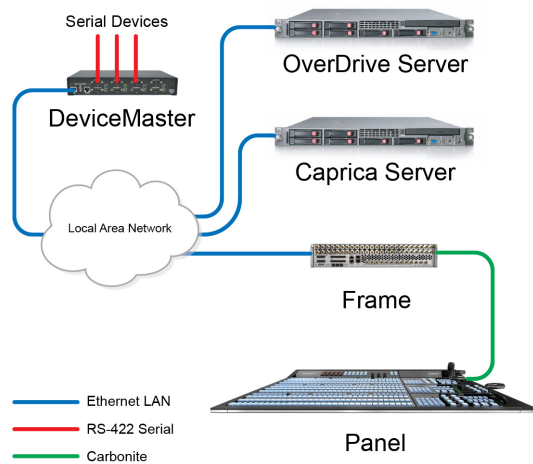 Serial Devices
OverDrive Server
DeviceMaster
Caprica Server
Local Area Network
Frame
Ethernet LAN
RS-422 Serial
Carbonite
Panel